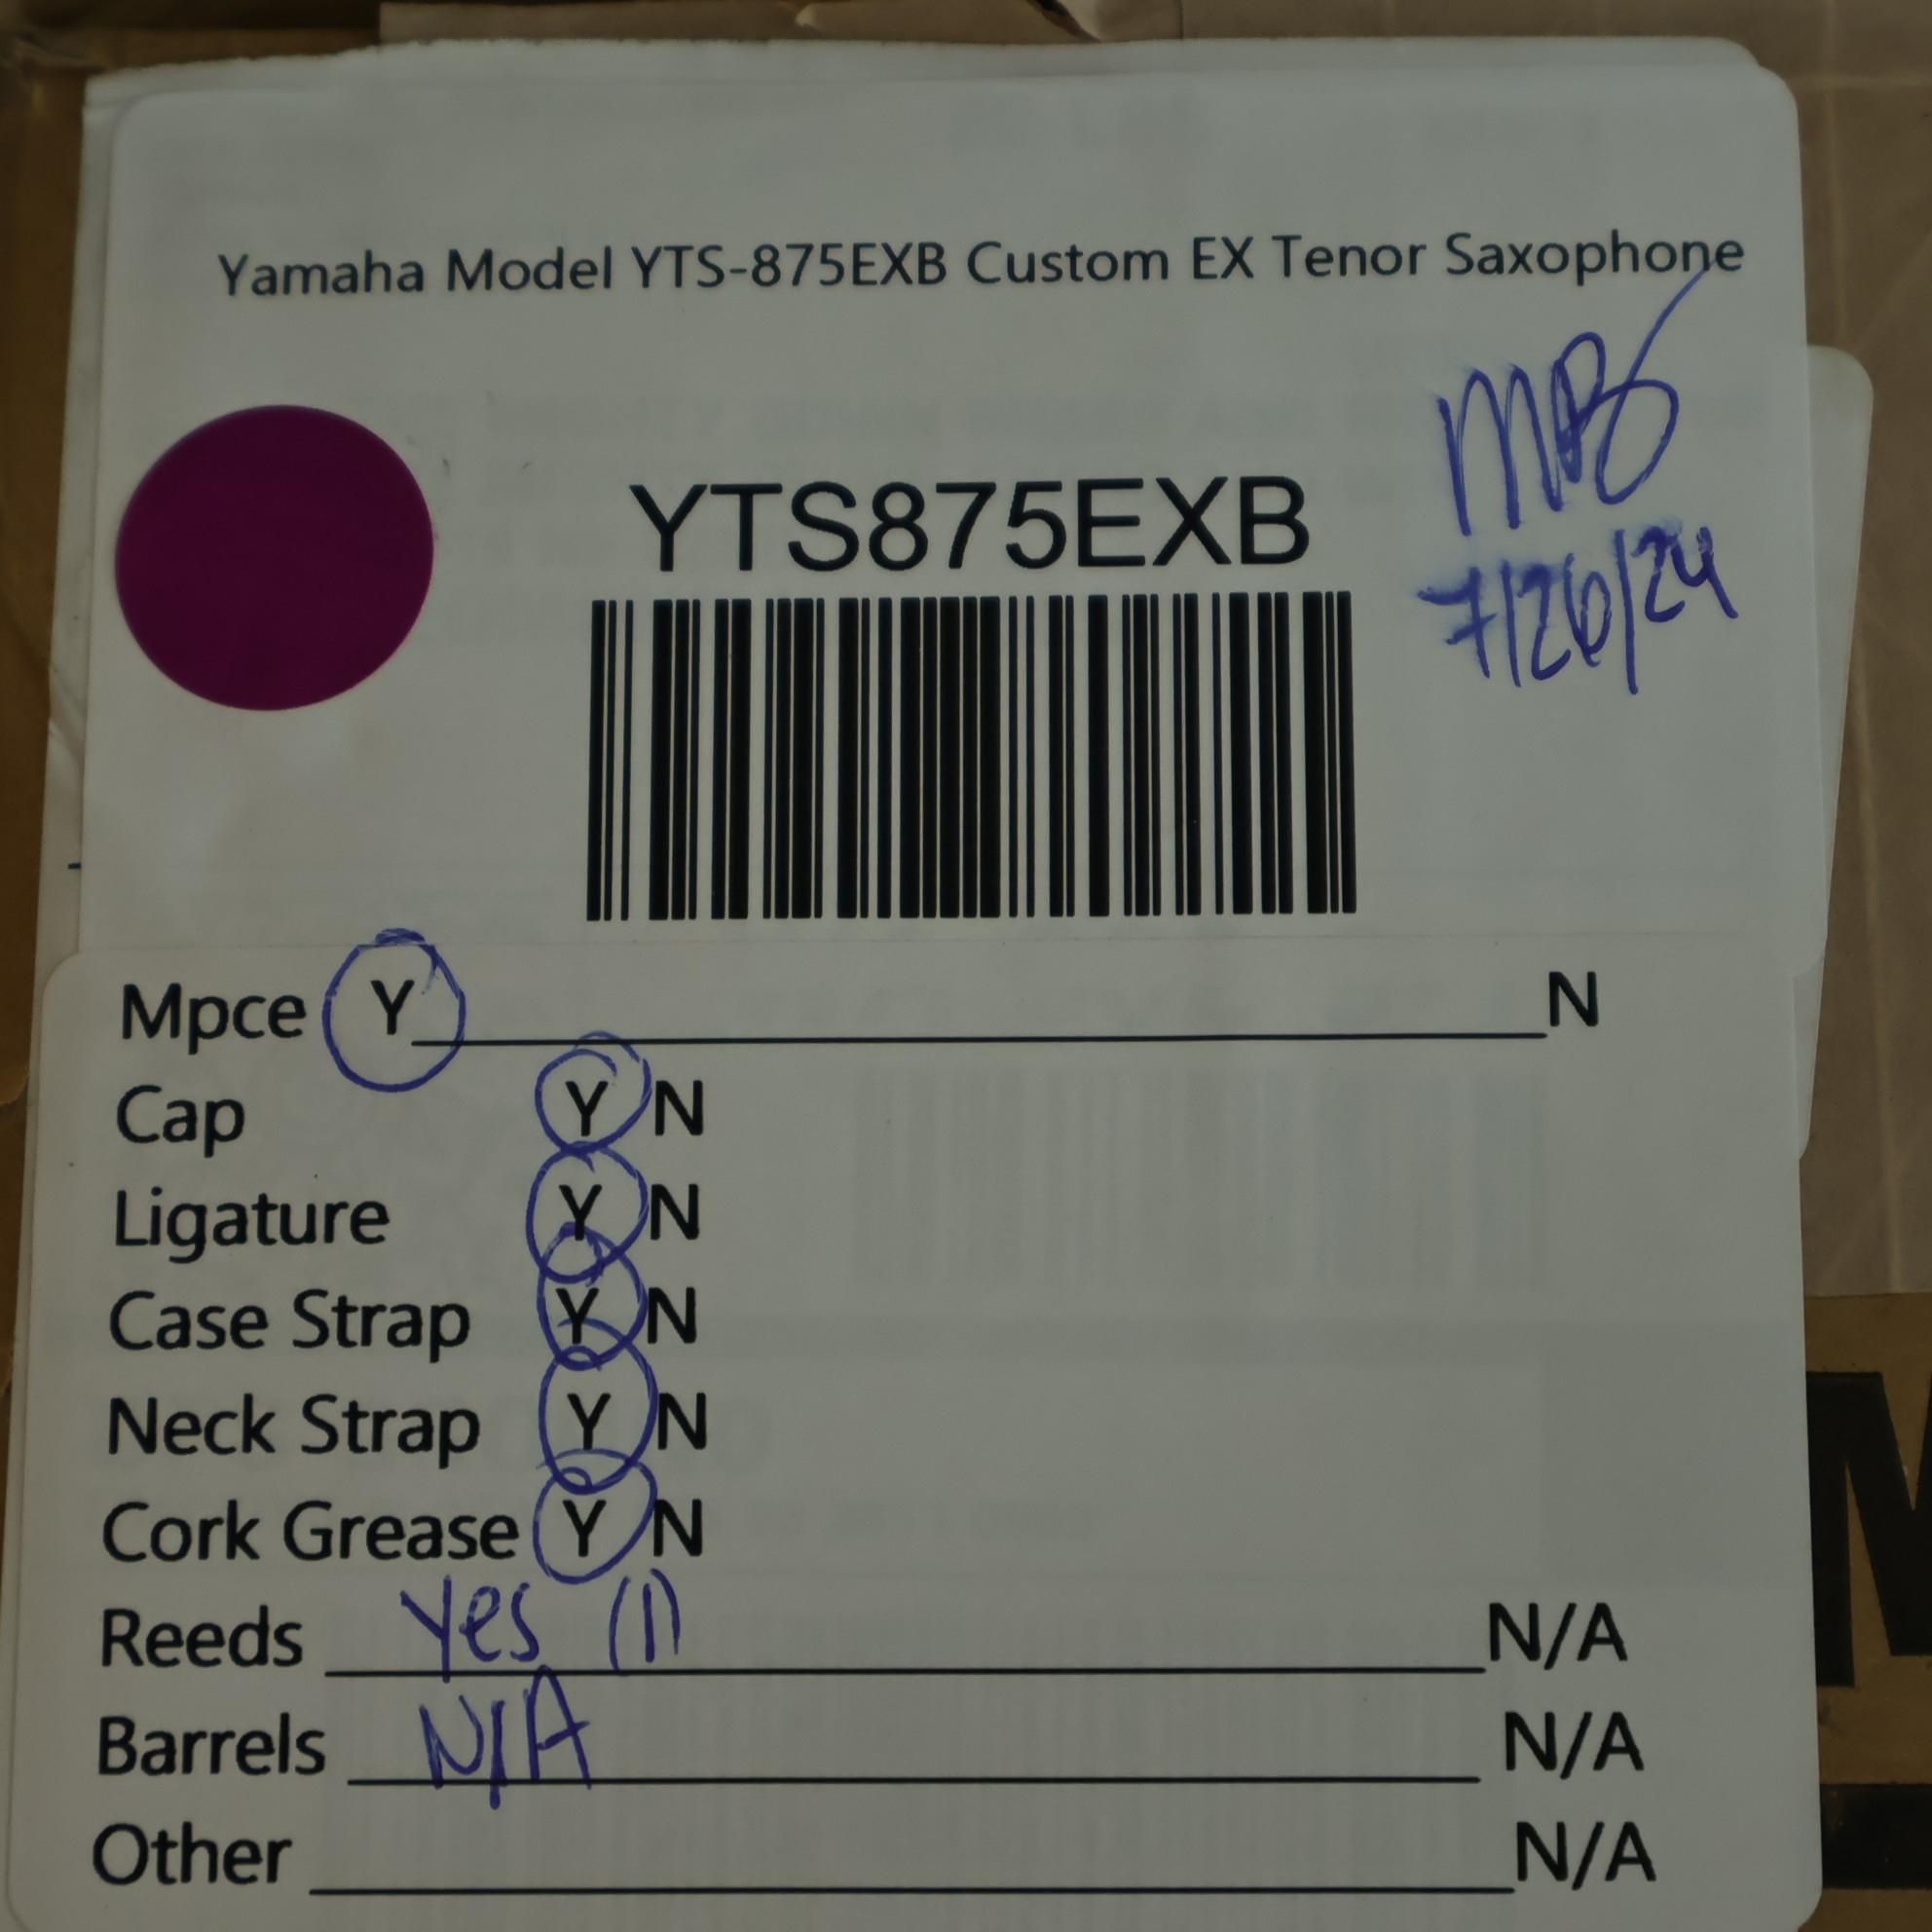 Yamaha Model YTS-875EXB Custom EX Tenor Saxophone
YTS875EXB
7/26/24
Mpce Y N
Cap Y N
Ligature Y N
Case Strap Y N
Neck Strap Y N
Cork Grease Y N
Reeds Yes (1) N/A
Barrels N/A N/A
Other N/A
N